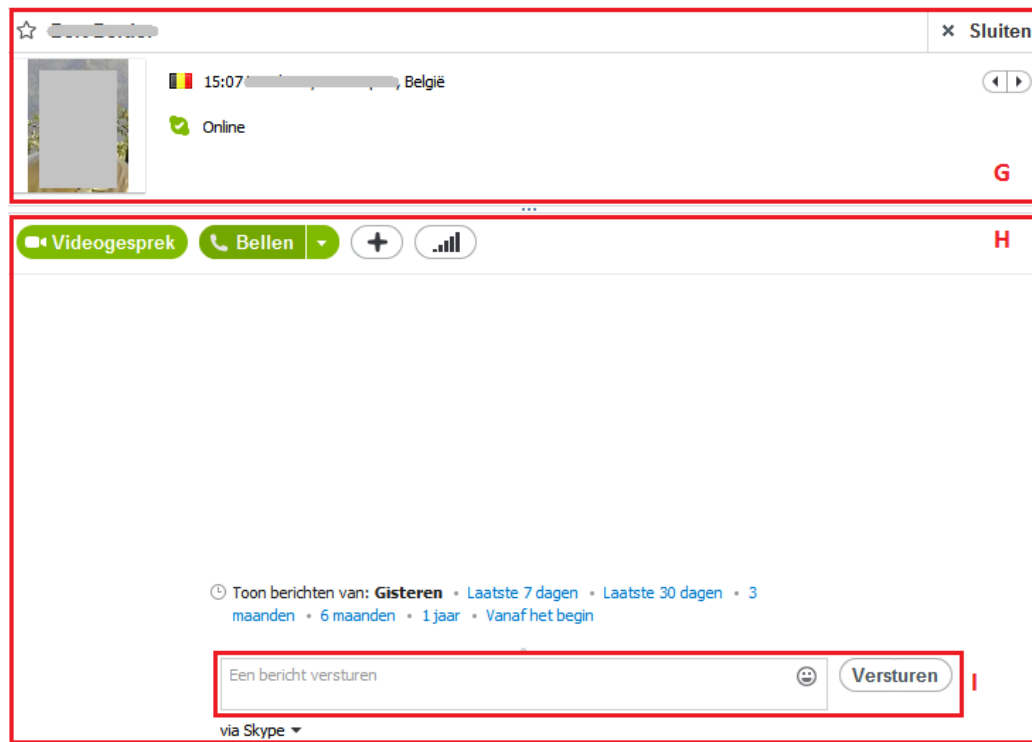 × Sluiten
15:07 , België
Online
G
Videogesprek Bellen H
Toon berichten van: Gisteren • Laatste 7 dagen • Laatste 30 dagen • 3
maanden • 6 maanden • 1 jaar • Vanaf het begin
Een bericht versturen Versturen I
via Skype